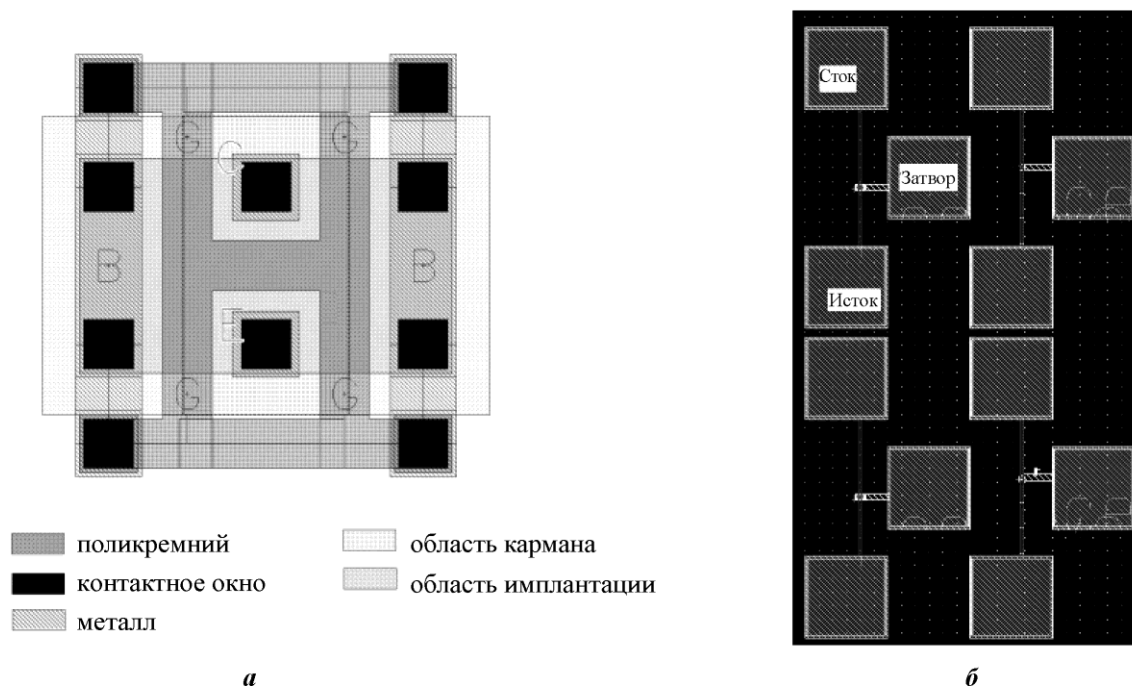 G G
C
B B
E
G G
поликремний
контактное окно
металл
область кармана
область имплантации
а
Сток
Затвор
Исток
б